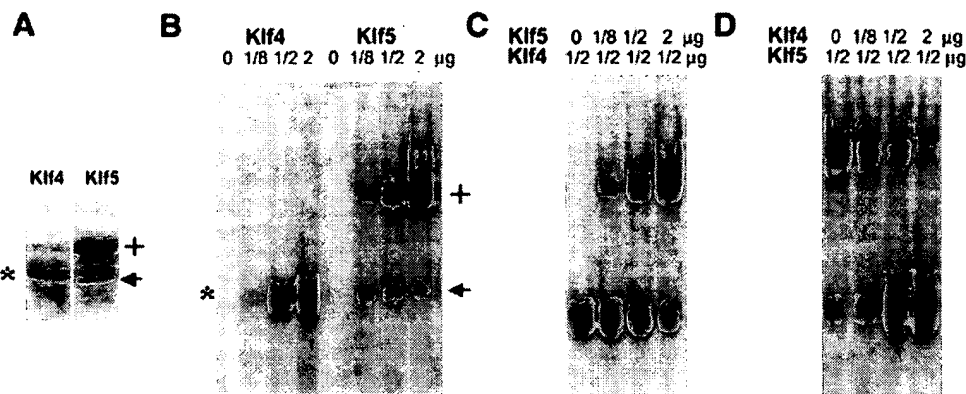 A
Klf4 Klf5
*
+
B
Klf4 Klf5
0 1/8 1/2 2 0 1/8 1/2 2 µg
*
+
C
Klf5 0 1/8 1/2 2 µg
Klf4 1/2 1/2 1/2 1/2 µg
D
Klf4 0 1/8 1/2 2 µg
Klf5 1/2 1/2 1/2 1/2 µg